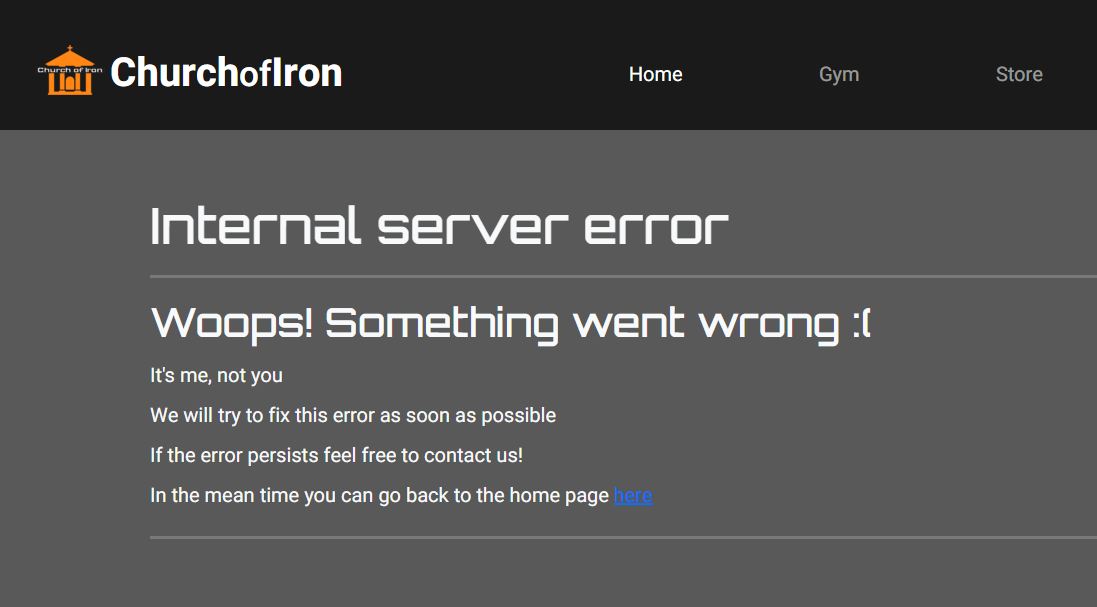 Church of Iron
ChurchofIron
Home Gym Store
Internal server error
Woops! Something went wrong :(
It's me, not you
We will try to fix this error as soon as possible
If the error persists feel free to contact us!
In the mean time you can go back to the home page here